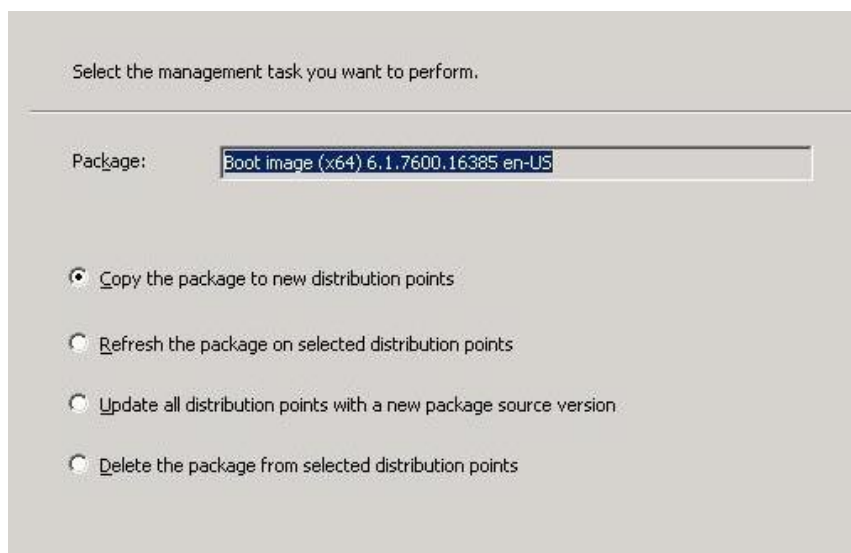 Select the management task you want to perform.
Package: Boot image (x64) 6.1.7600.16385 en-US
Copy the package to new distribution points
Refresh the package on selected distribution points
Update all distribution points with a new package source version
Delete the package from selected distribution points